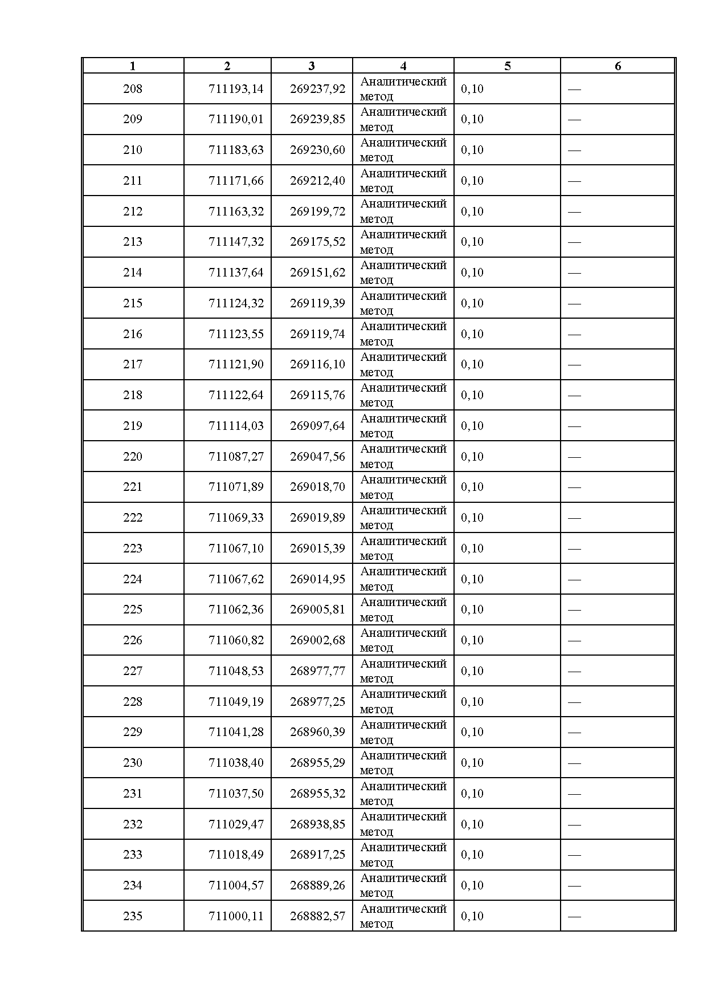 1 2 3 4 5 6
208 711193,14 269237,92 Аналитический метод 0,10 —
209 711190,01 269239,85 Аналитический метод 0,10 —
210 711183,63 269230,60 Аналитический метод 0,10 —
211 711171,66 269212,40 Аналитический метод 0,10 —
212 711163,32 269199,72 Аналитический метод 0,10 —
213 711147,32 269175,52 Аналитический метод 0,10 —
214 711137,64 269151,62 Аналитический метод 0,10 —
215 711124,32 269119,39 Аналитический метод 0,10 —
216 711123,55 269119,74 Аналитический метод 0,10 —
217 711121,90 269116,10 Аналитический метод 0,10 —
218 711122,64 269115,76 Аналитический метод 0,10 —
219 711114,03 269097,64 Аналитический метод 0,10 —
220 711087,27 269047,56 Аналитический метод 0,10 —
221 711071,89 269018,70 Аналитический метод 0,10 —
222 711069,33 269019,89 Аналитический метод 0,10 —
223 711067,10 269015,39 Аналитический метод 0,10 —
224 711067,62 269014,95 Аналитический метод 0,10 —
225 711062,36 269005,81 Аналитический метод 0,10 —
226 711060,82 269002,68 Аналитический метод 0,10 —
227 711048,53 268977,77 Аналитический метод 0,10 —
228 711049,19 268977,25 Аналитический метод 0,10 —
229 711041,28 268960,39 Аналитический метод 0,10 —
230 711038,40 268955,29 Аналитический метод 0,10 —
231 711037,50 268955,32 Аналитический метод 0,10 —
232 711029,47 268938,85 Аналитический метод 0,10 —
233 711018,49 268917,25 Аналитический метод 0,10 —
234 711004,57 268889,26 Аналитический метод 0,10 —
235 711000,11 268882,57 Аналитический метод 0,10 —